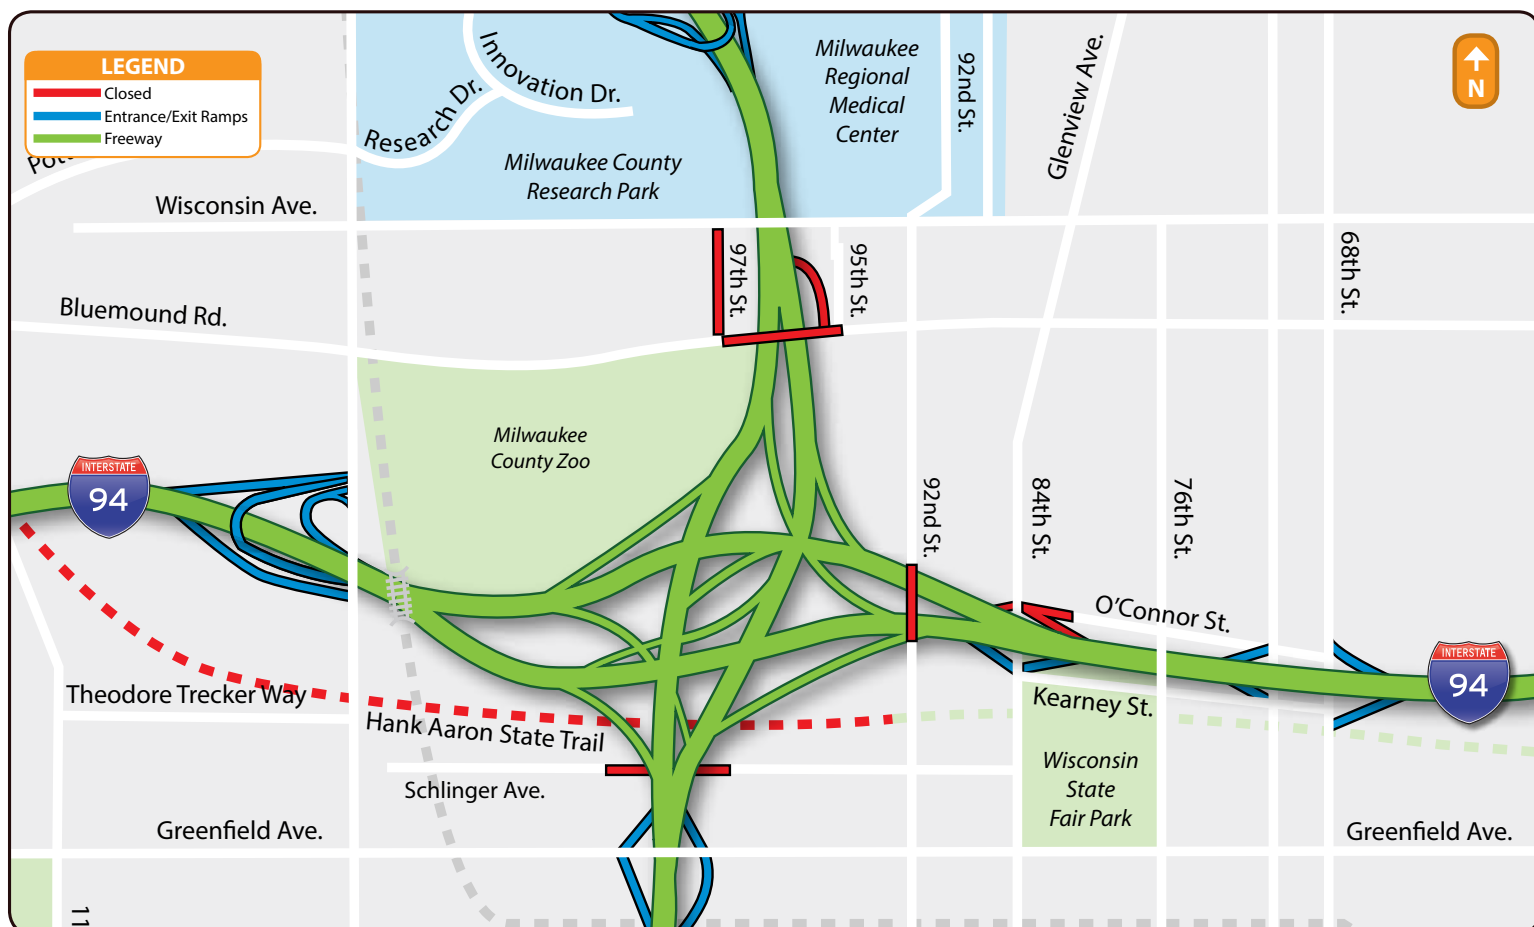 LEGEND
Closed
Entrance/Exit Ramps
Freeway
Innovation Dr.
Research Dr.
Milwaukee County
Research Park
Milwaukee
Regional
Medical
Center
92nd St.
Glenview Ave.
N
Wisconsin Ave.
97th St.
95th St.
68th St.
Bluemound Rd.
Milwaukee
County Zoo
INTERSTATE
94
92nd St.
84th St.
76th St.
O'Connor St.
INTERSTATE
94
Theodore Trecker Way
Hank Aaron State Trail
Kearney St.
Schlinger Ave.
Wisconsin
State
Fair Park
Greenfield Ave.
Greenfield Ave.
11